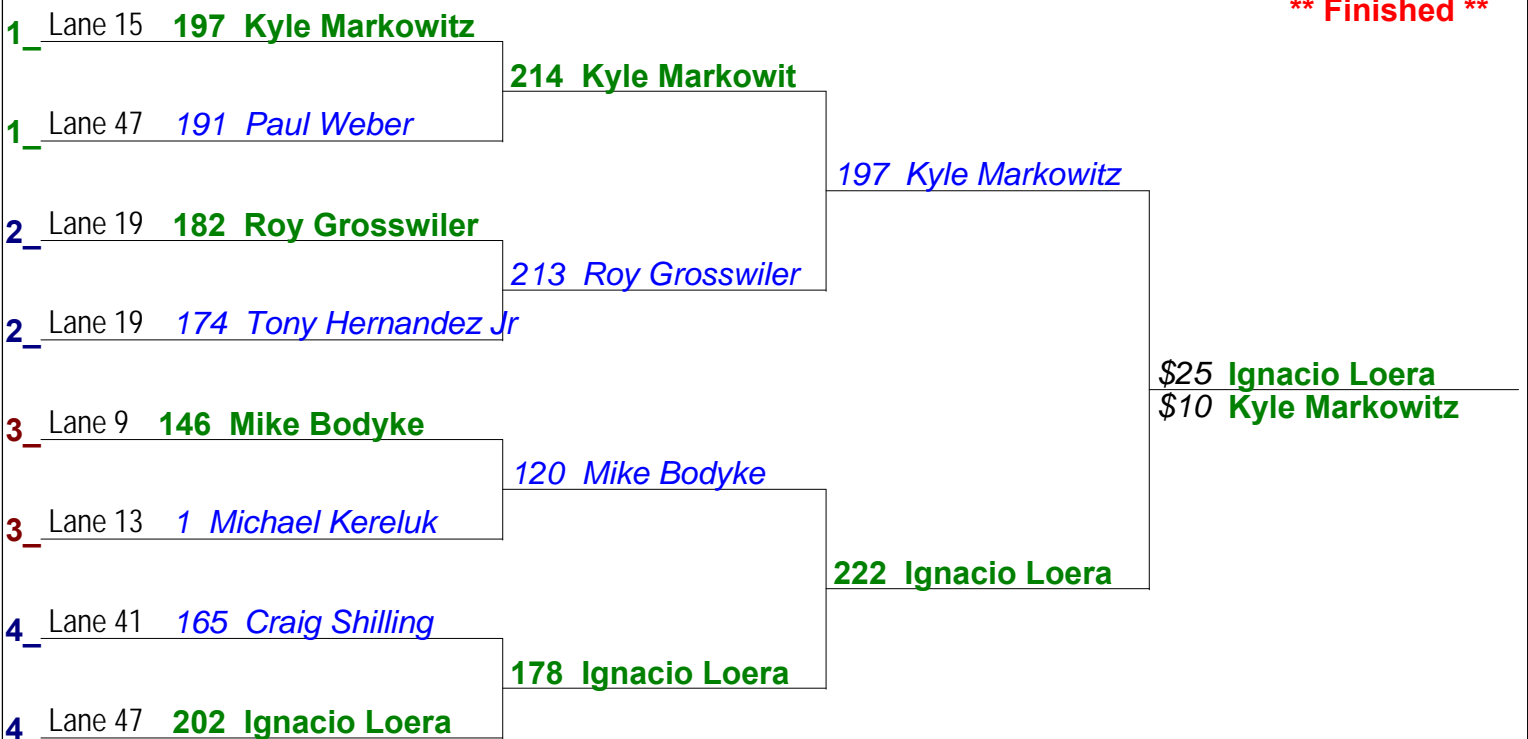 ** Finished **
1_ Lane 15 197 Kyle Markowitz
214 Kyle Markowit
1_ Lane 47 191 Paul Weber
197 Kyle Markowitz
2_ Lane 19 182 Roy Grosswiler
213 Roy Grosswiler
2_ Lane 19 174 Tony Hernandez Jr
$25 Ignacio Loera
$10 Kyle Markowitz
3_ Lane 9 146 Mike Bodyke
120 Mike Bodyke
3_ Lane 13 1 Michael Kereluk
222 Ignacio Loera
4_ Lane 41 165 Craig Shilling
178 Ignacio Loera
4 Lane 47 202 Ignacio Loera